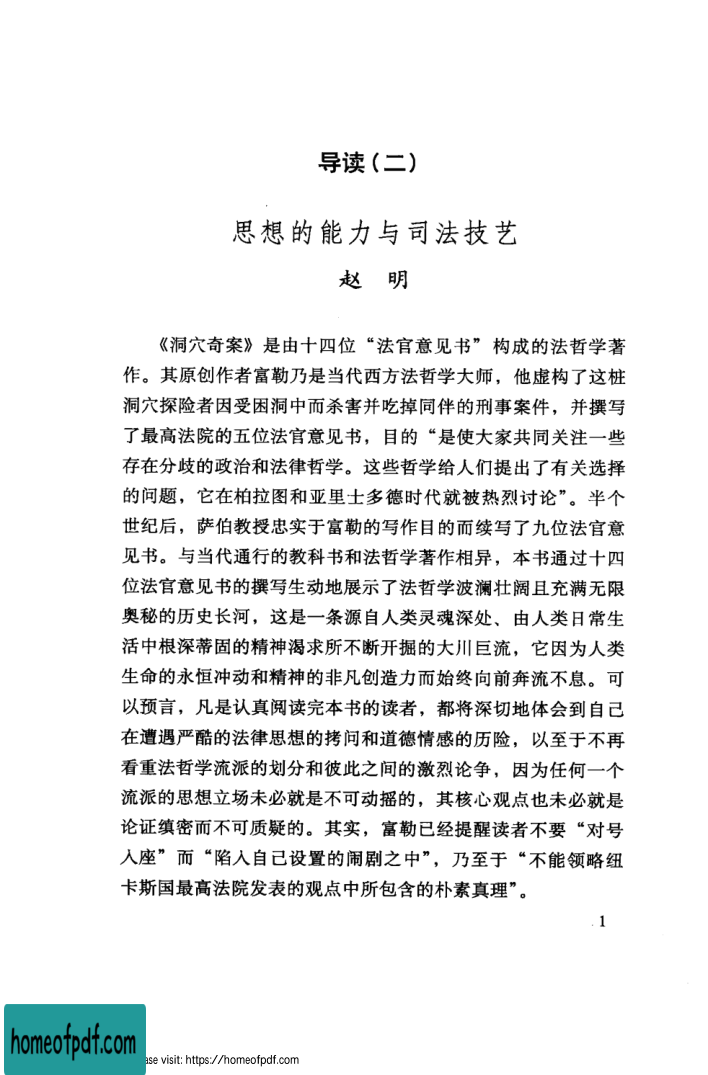 导读(二)
思想的能力与司法技艺
赵 明
《洞穴奇案》是由十四位“法官意见书”构成的法哲学著
作。其原创作者富勒乃是当代西方法哲学大师，他虚构了这桩
洞穴探险者因受困洞中而杀害并吃掉同伴的刑事案件，并撰写
了最高法院的五位法官意见书，目的“是使大家共同关注一些
存在分歧的政治和法律哲学。这些哲学给人们提出了有关选择
的问题，它在柏拉图和亚里士多德时代就被热烈讨论”。半个
世纪后，萨伯教授忠实于富勒的写作目的而续写了九位法官意
见书。与当代通行的教科书和法哲学著作相异，本书通过十四
位法官意见书的撰写生动地展示了法哲学波澜壮阔且充满无限
奥秘的历史长河，这是一条源自人类灵魂深处、由人类日常生
活中根深蒂固的精神渴求所不断开掘的大川巨流，它因为人类
生命的永恒冲动和精神的非凡创造力而始终向前奔流不息。可
以预言，凡是认真阅读完本书的读者，都将深切地体会到自己
在遭遇严酷的法律思想的拷问和道德情感的历险，以至于不再
看重法哲学流派的划分和彼此之间的激烈论争，因为任何一个
流派的思想立场未必就是不可动摇的，其核心观点也未必就是
论证缜密而不可质疑的。其实，富勒已经提醒读者不要“对号
入座”而“陷入自己设置的闹剧之中”，乃至于“不能领略纽
卡斯国最高法院发表的观点中所包含的朴素真理”。
1
homeofpdf.com
ase visit: https://homeofpdf.com